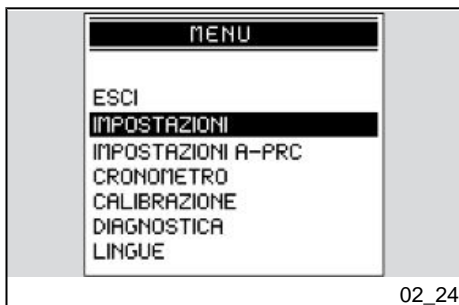 MENU
ESCI
IMPOSTAZIONI
IMPOSTAZIONI A-PRC
CRONOMETRO
CALIBRAZIONE
DIAGNOSTICA
LINGUE
02_24